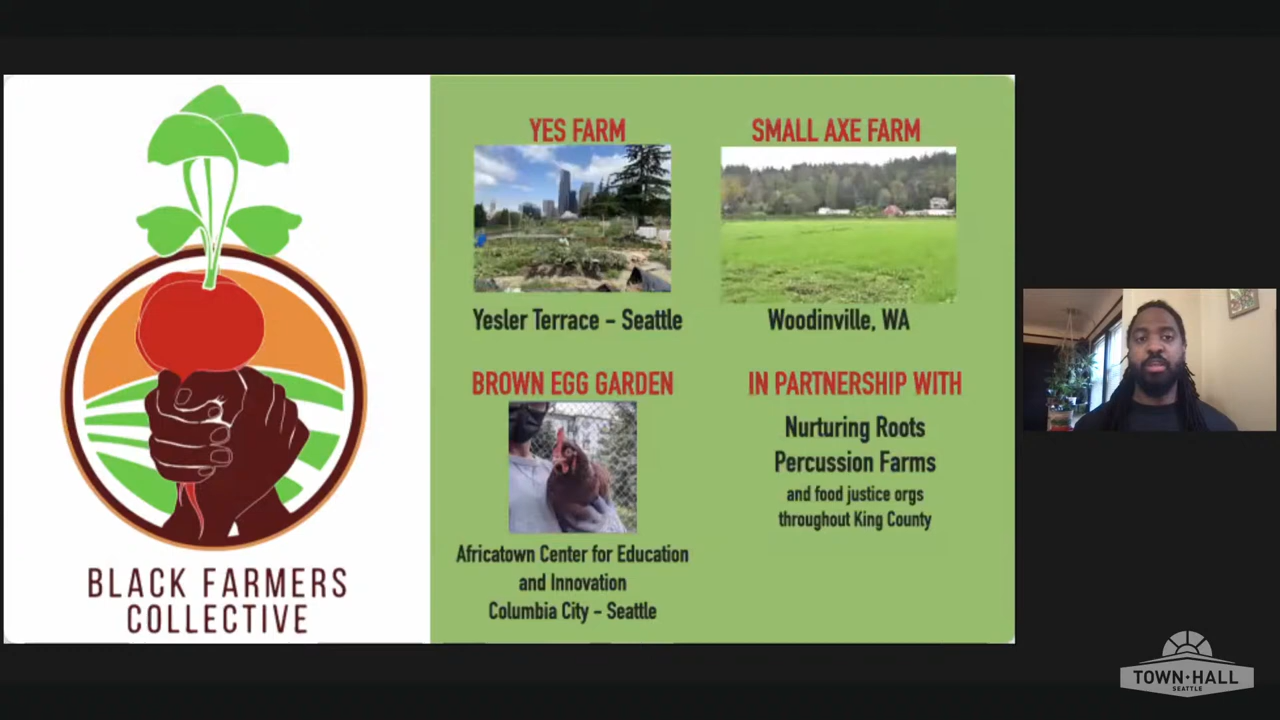 BLACK FARMERS
COLLECTIVE
YES FARM
Yesler Terrace – Seattle
SMALL AXE FARM
Woodinville, WA
BROWN EGG GARDEN
Africatown Center for Education
and Innovation
Columbia City – Seattle
IN PARTNERSHIP WITH
Nurturing Roots
Percussion Farms
and food justice orgs
throughout King County
TOWN·HALL
SEATTLE